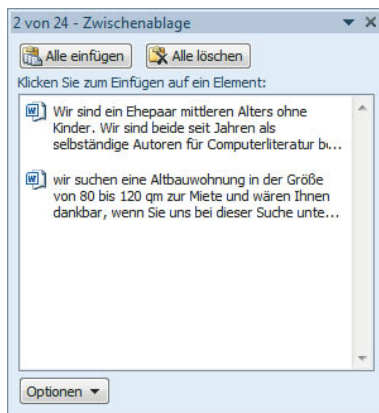 2 von 24 - Zwischenablage
Alle einfügen Alle löschen
Klicken Sie zum Einfügen auf ein Element:
Wir sind ein Ehepaar mittleren Alters ohne
Kinder. Wir sind beide seit Jahren als
selbständige Autoren für Computerliteratur b...
wir suchen eine Altbauwohnung in der Größe
von 80 bis 120 qm zur Miete und wären Ihnen
dankbar, wenn Sie uns bei dieser Suche unte...
Optionen